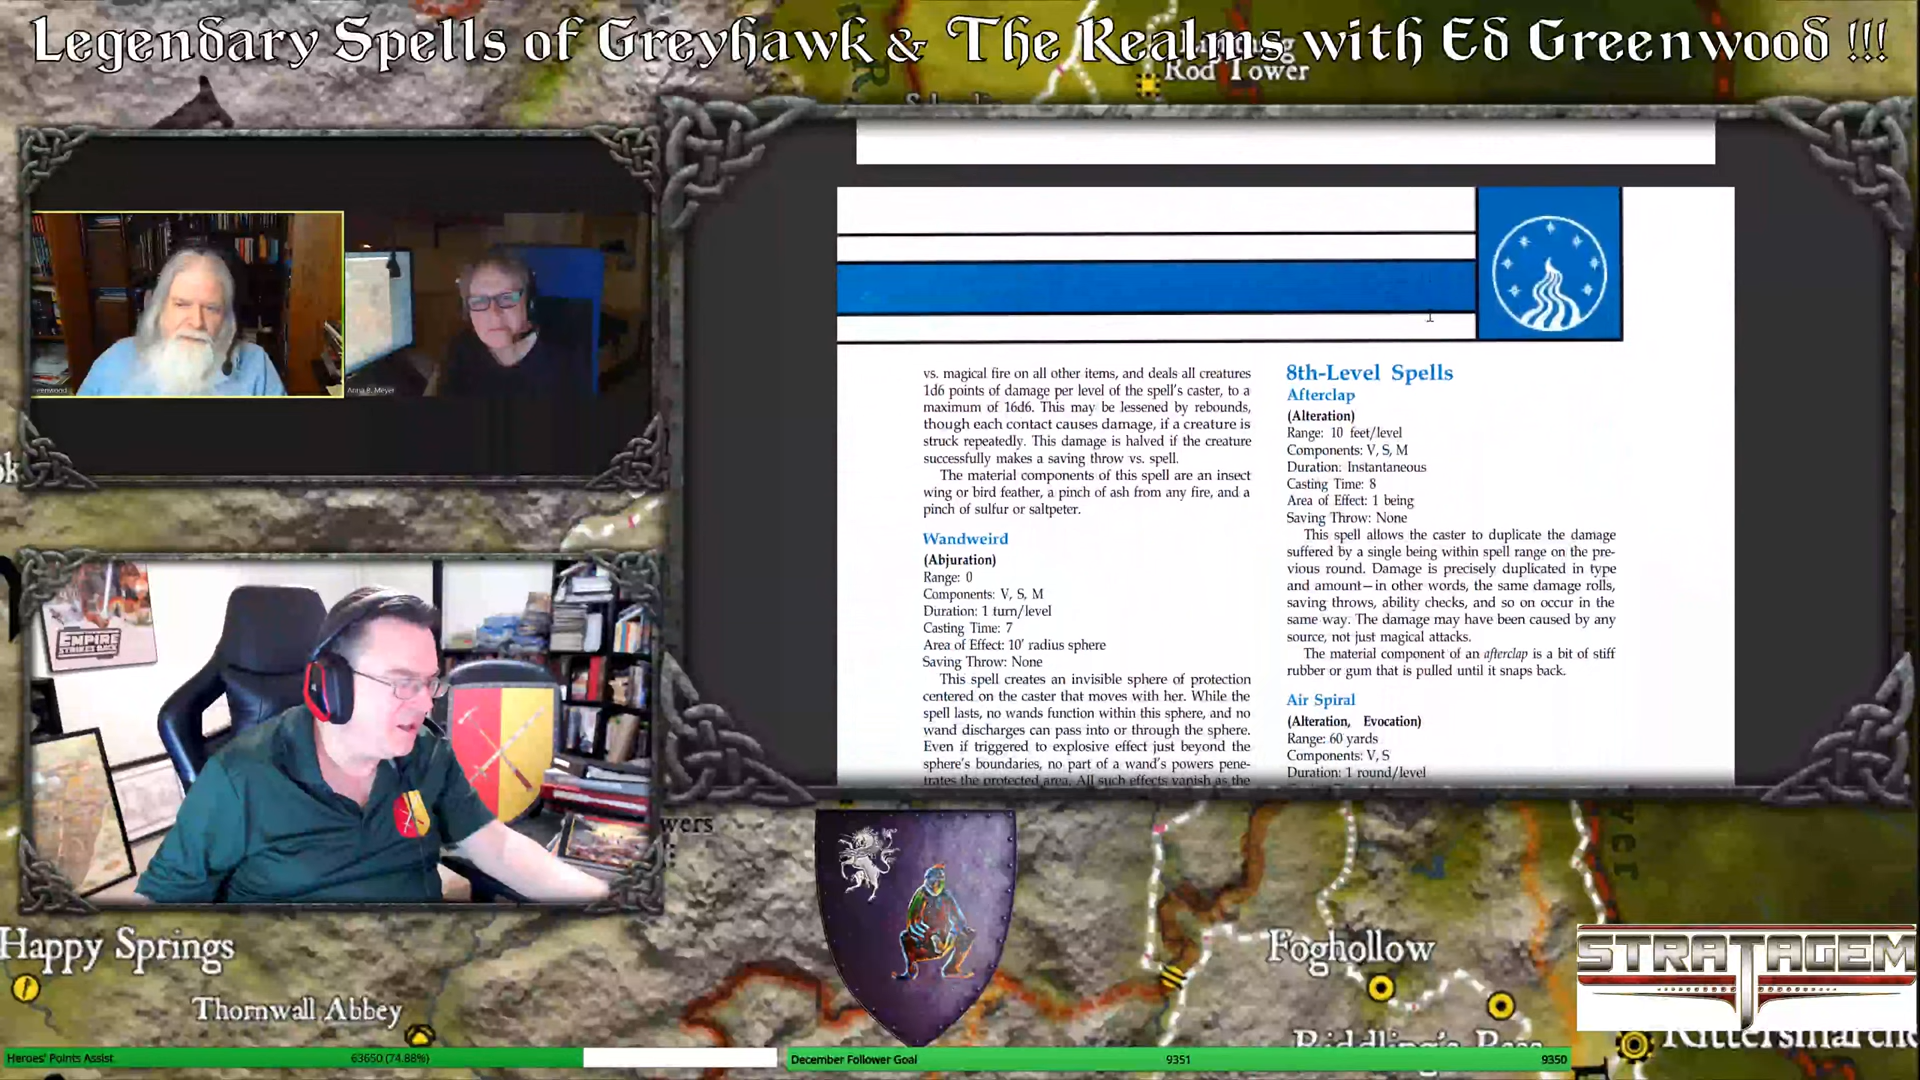 Legendary Spells of Greyhawk & The Realms with Ed Greenwood !!!
Rod Tower
Anna B. Meyer
EMPIRE
STRIKES BACK
vs. magical fire on all other items, and deals all creatures
1d6 points of damage per level of the spell's caster, to a
maximum of 16d6. This may be lessened by rebounds,
though each contact causes damage, if a creature is
struck repeatedly. This damage is halved if the creature
successfully makes a saving throw vs. spell.
The material components of this spell are an insect
wing or bird feather, a pinch of ash from any fire, and a
pinch of sulfur or saltpeter.
Wandweird
(Abjuration)
Range: 0
Components: V, S, M
Duration: 1 turn/level
Casting Time: 7
Area of Effect: 10' radius sphere
Saving Throw: None
This spell creates an invisible sphere of protection
centered on the caster that moves with her. While the
spell lasts, no wands function within this sphere, and no
wand discharges can pass into or through the sphere.
Even if triggered to explosive effect just beyond the
sphere's boundaries, no part of a wand's powers pene-
trates the protected area. All such effects vanish as the
8th-Level Spells
Afterclap
(Alteration)
Range: 10 feet/level
Components: V, S, M
Duration: Instantaneous
Casting Time: 8
Area of Effect: 1 being
Saving Throw: None
This spell allows the caster to duplicate the damage
suffered by a single being within spell range on the pre-
vious round. Damage is precisely duplicated in type
and amount—in other words, the same damage rolls,
saving throws, ability checks, and so on occur in the
same way. The damage may have been caused by any
source, not just magical attacks.
The material component of an afterclap is a bit of stiff
rubber or gum that is pulled until it snaps back.
Air Spiral
(Alteration, Evocation)
Range: 60 yards
Components: V, S
Duration: 1 round/level
Happy Springs
Thornwall Abbey
Foghollow
STRATAGEM
Heroes' Points Assist 63650 (74.88%)
December Follower Goal 9351 9350